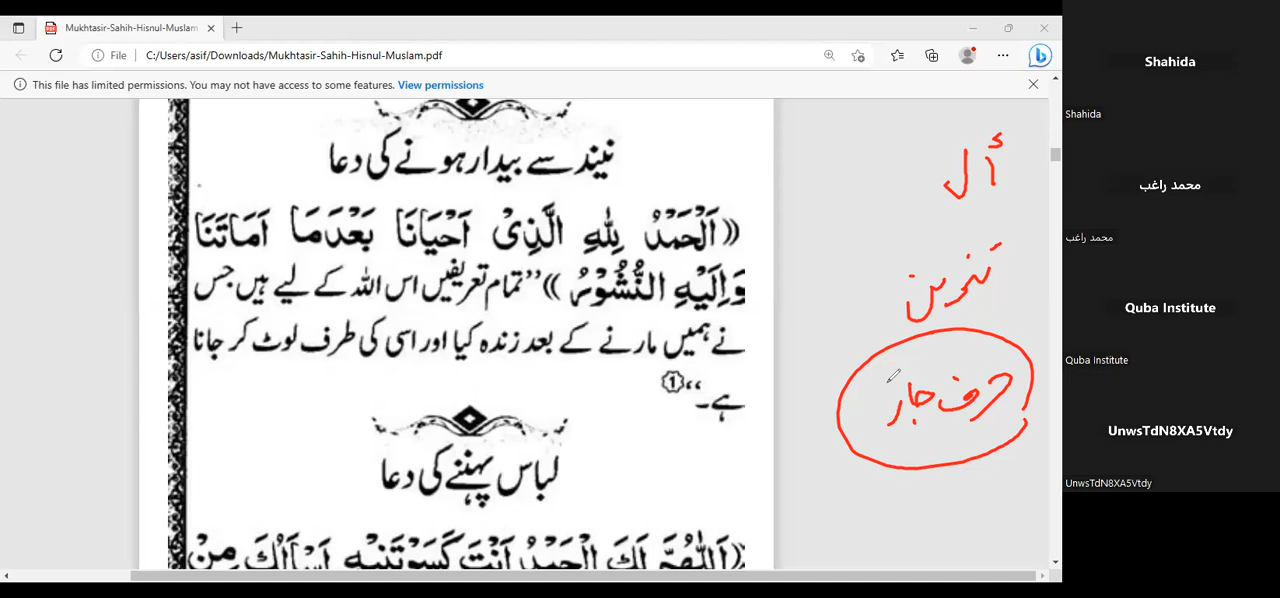 Mukhtasir-Sahih-Hisnul-Muslam
File
C:/Users/asif/Downloads/Mukhtasir-Sahih-Hisnul-Muslam.pdf
This file has limited permissions. You may not have access to some features. View permissions
نیند سے بیدار ہونے کی دعا
((اَلْحَمْدُ لِلّٰهِ الَّذِیْ اَحْیَانَا بَعْدَمَا اَمَاتَنَا
وَاِلَیْهِ النُّشُوْرُ)) ’’تمام تعریفیں اس اللہ کے لیے ہیں جس
نے ہمیں مارنے کے بعد زندہ کیا اور اسی کی طرف لوٹ کر جانا
ہے۔‘‘ ①
لباس پہننے کی دعا
((اَللّٰهُمَّ لَكَ الْحَمْدُ اَنْتَ كَسَوْتَنِیْهِ اَسْاَلُكَ مِنْ
أل
تنوین
حرف جار
Shahida
Shahida
محمد راغب
محمد راغب
Quba Institute
Quba Institute
UnwsTdN8XA5Vtdy
UnwsTdN8XA5Vtdy